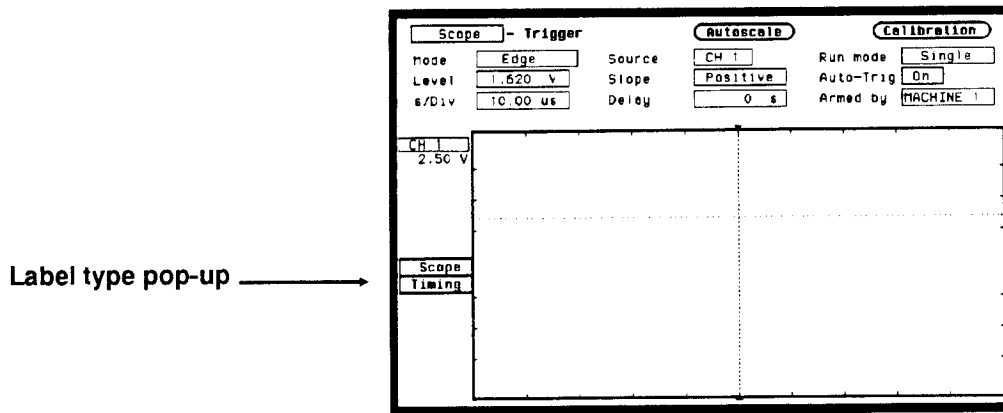 Scope - Trigger Autoscale Calibration
Mode Edge Source CH 1 Run mode Single
Level 1.620 V Slope Positive Auto-Trig On
s/Div 10.00 us Delay 0 s Armed by MACHINE 1
CH 1
2.50 V
Scope
Timing
Label type pop-up